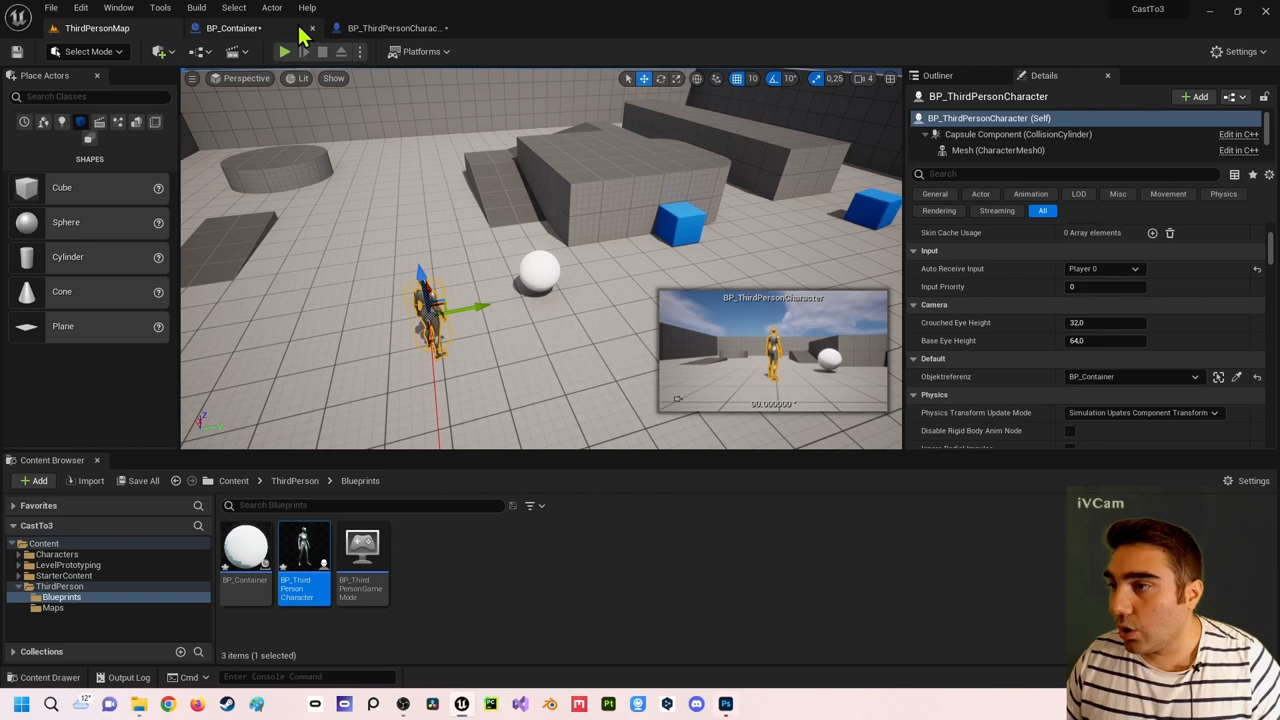 File Edit Window Tools Build Select Actor Help
CastTo3
ThirdPersonMap
BP_Container*
BP_ThirdPersonCharac... *
Select Mode
Platforms
Settings
Place Actors
Search Classes
SHAPES
Cube
Sphere
Cylinder
Cone
Plane
Perspective
Lit
Show
10
10°
0,25
4
BP_ThirdPersonCharacter
90.000000 °
Z
Outliner
Details
BP_ThirdPersonCharacter
Add
BP_ThirdPersonCharacter (Self)
Capsule Component (CollisionCylinder) Edit in C++
Mesh (CharacterMesh0) Edit in C++
Search
General Actor Animation LOD Misc Movement Physics
Rendering Streaming All
Skin Cache Usage 0 Array elements
Input
Auto Receive Input Player 0
Input Priority 0
Camera
Crouched Eye Height 32,0
Base Eye Height 64,0
Default
Objektreferenz BP_Container
Physics
Physics Transform Update Mode Simulation Upates Component Transform
Disable Rigid Body Anim Node
Content Browser
Add Import Save All Content ThirdPerson Blueprints Settings
Favorites
CastTo3
Content
Characters
LevelPrototyping
StarterContent
ThirdPerson
Blueprints
Maps
Collections
Search Blueprints
BP_Container
BP_Third
Person
Character
BP_Third
PersonGame
Mode
3 items (1 selected)
iVCam
Content Drawer Output Log Cmd Enter Console Command
12°